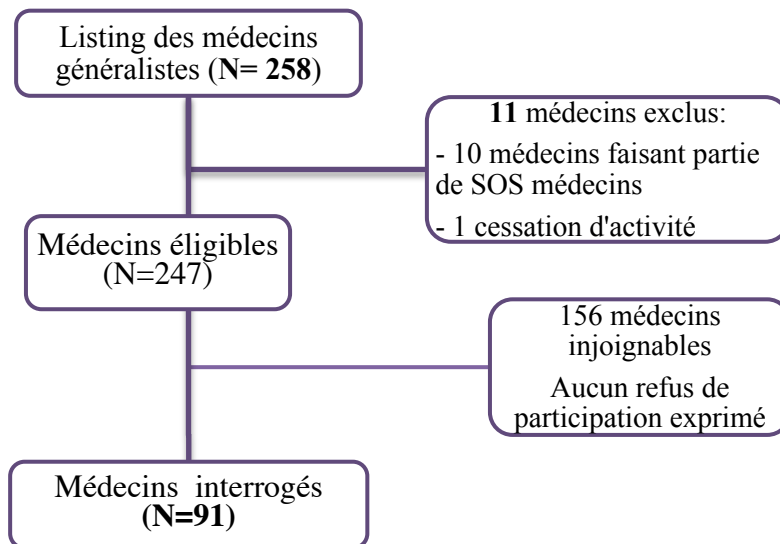 Listing des médecins
généralistes (N= 258)
11 médecins exclus:
- 10 médecins faisant partie
de SOS médecins
- 1 cessation d'activité
Médecins éligibles
(N=247)
156 médecins
injoignables
Aucun refus de
participation exprimé
Médecins interrogés
(N=91)